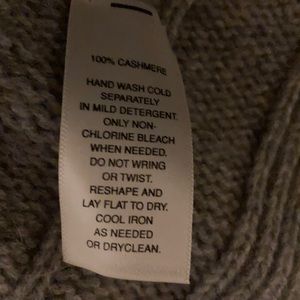 100% CASHMERE
HAND WASH COLD
SEPARATELY
IN MILD DETERGENT.
ONLY NON-
CHLORINE BLEACH
WHEN NEEDED.
DO NOT WRING
OR TWIST.
RESHAPE AND
LAY FLAT TO DRY.
COOL IRON
AS NEEDED
OR DRYCLEAN.